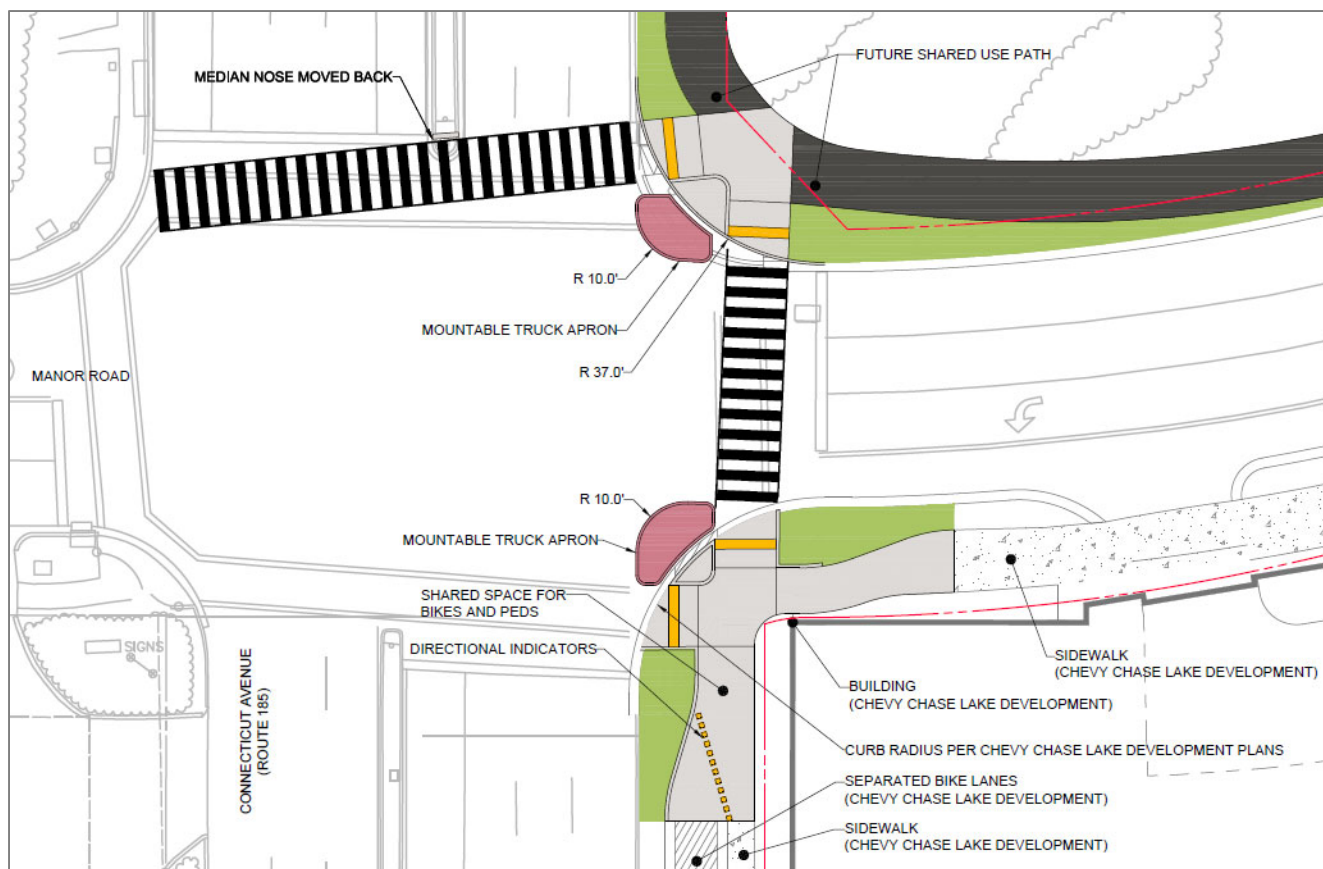 FUTURE SHARED USE PATH
MEDIAN NOSE MOVED BACK
R 10.0'
MOUNTABLE TRUCK APRON
R 37.0'
MANOR ROAD
R 10.0'
MOUNTABLE TRUCK APRON
SHARED SPACE FOR
BIKES AND PEDS
DIRECTIONAL INDICATORS
SIGNS
CONNECTICUT AVENUE
(ROUTE 185)
SIDEWALK
(CHEVY CHASE LAKE DEVELOPMENT)
BUILDING
(CHEVY CHASE LAKE DEVELOPMENT)
CURB RADIUS PER CHEVY CHASE LAKE DEVELOPMENT PLANS
SEPARATED BIKE LANES
(CHEVY CHASE LAKE DEVELOPMENT)
SIDEWALK
(CHEVY CHASE LAKE DEVELOPMENT)